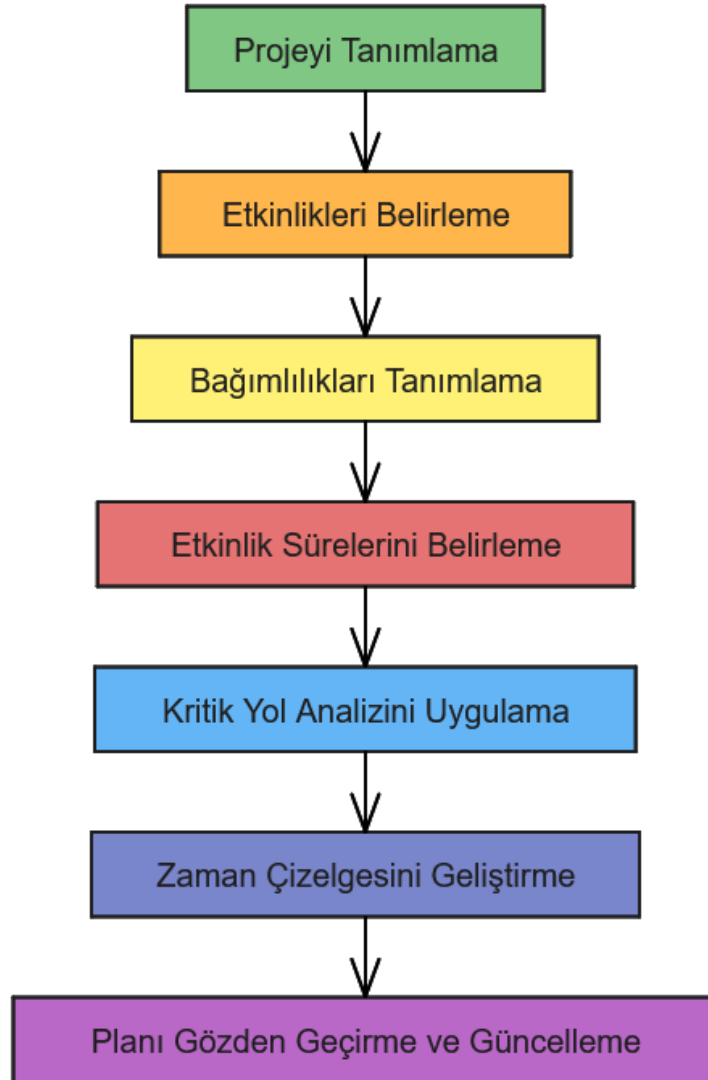 Projeyi Tanımlama
Etkinlikleri Belirleme
Bağımlılıkları Tanımlama
Etkinlik Sürelerini Belirleme
Kritik Yol Analizini Uygulama
Zaman Çizelgesini Geliştirme
Planı Gözden Geçirme ve Güncelleme